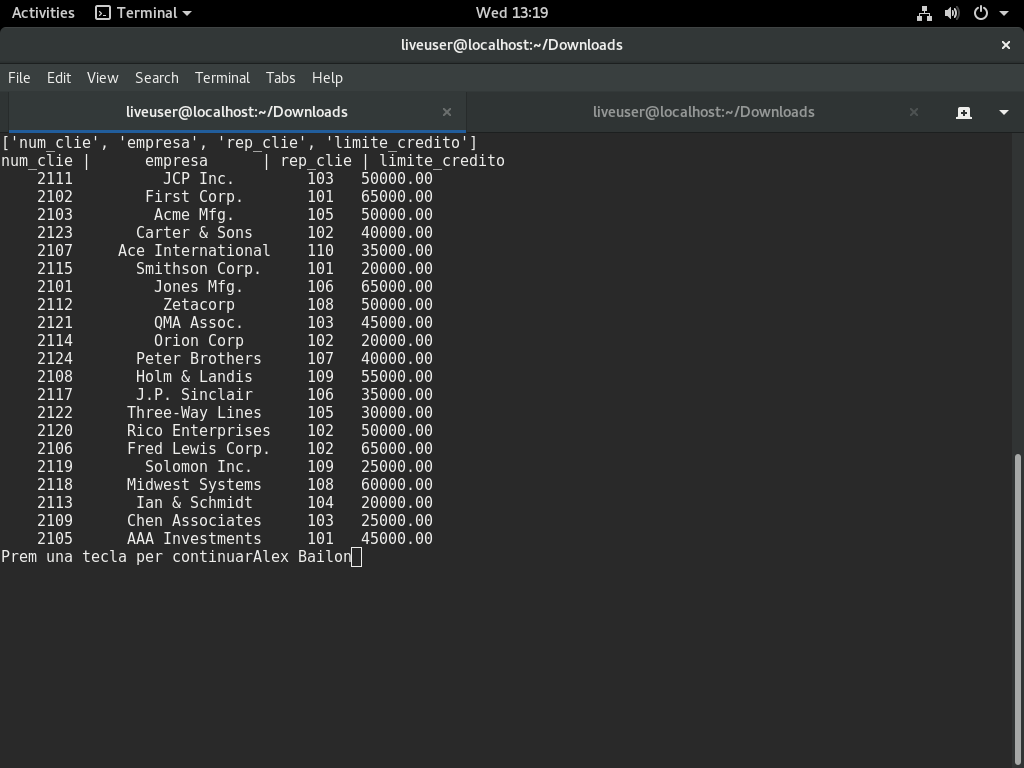 Activities Terminal Wed 13:19
liveuser@localhost:~/Downloads
File Edit View Search Terminal Tabs Help
liveuser@localhost:~/Downloads liveuser@localhost:~/Downloads
['num_clie', 'empresa', 'rep_clie', 'limite_credito']
num_clie | empresa | rep_clie | limite_credito
2111 JCP Inc. 103 50000.00
2102 First Corp. 101 65000.00
2103 Acme Mfg. 105 50000.00
2123 Carter & Sons 102 40000.00
2107 Ace International 110 35000.00
2115 Smithson Corp. 101 20000.00
2101 Jones Mfg. 106 65000.00
2112 Zetacorp 108 50000.00
2121 QMA Assoc. 103 45000.00
2114 Orion Corp 102 20000.00
2124 Peter Brothers 107 40000.00
2108 Holm & Landis 109 55000.00
2117 J.P. Sinclair 106 35000.00
2122 Three-Way Lines 105 30000.00
2120 Rico Enterprises 102 50000.00
2106 Fred Lewis Corp. 102 65000.00
2119 Solomon Inc. 109 25000.00
2118 Midwest Systems 108 60000.00
2113 Ian & Schmidt 104 20000.00
2109 Chen Associates 103 25000.00
2105 AAA Investments 101 45000.00
Prem una tecla per continuarAlex Bailon